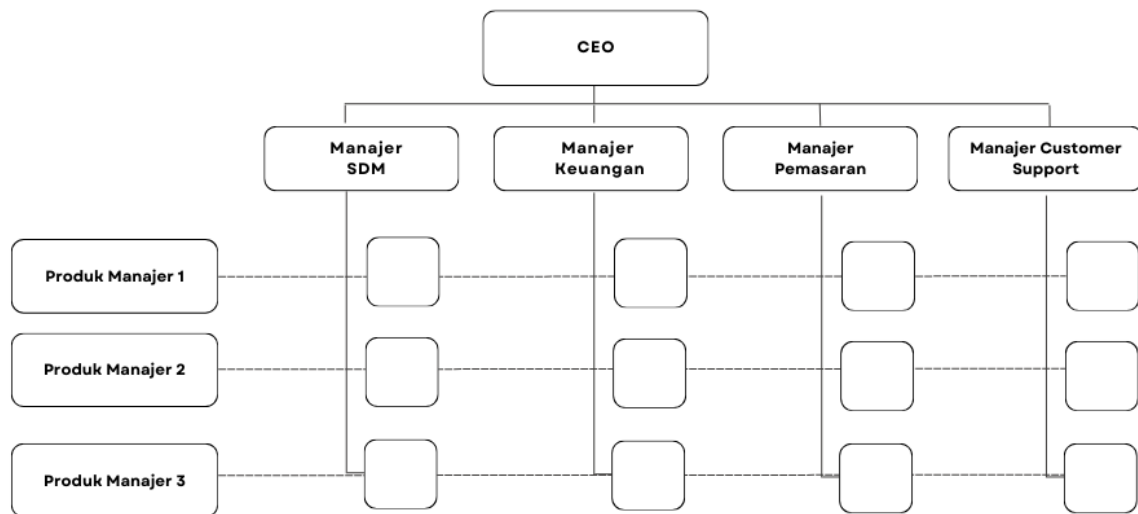 CEO
Manajer
SDM
Manajer
Keuangan
Manajer
Pemasaran
Manajer Customer
Support
Produk Manajer 1
Produk Manajer 2
Produk Manajer 3